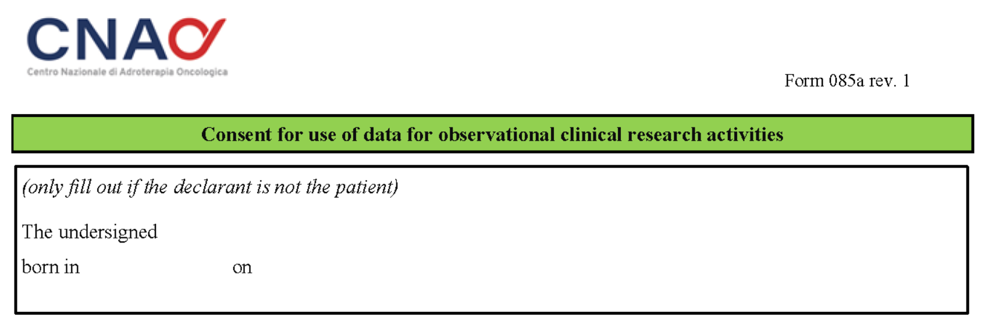 CNAO
Centro Nazionale di Adroterapia Oncologica
Form 085a rev. 1
Consent for use of data for observational clinical research activities
(only fill out if the declarant is not the patient)
The undersigned
born in on